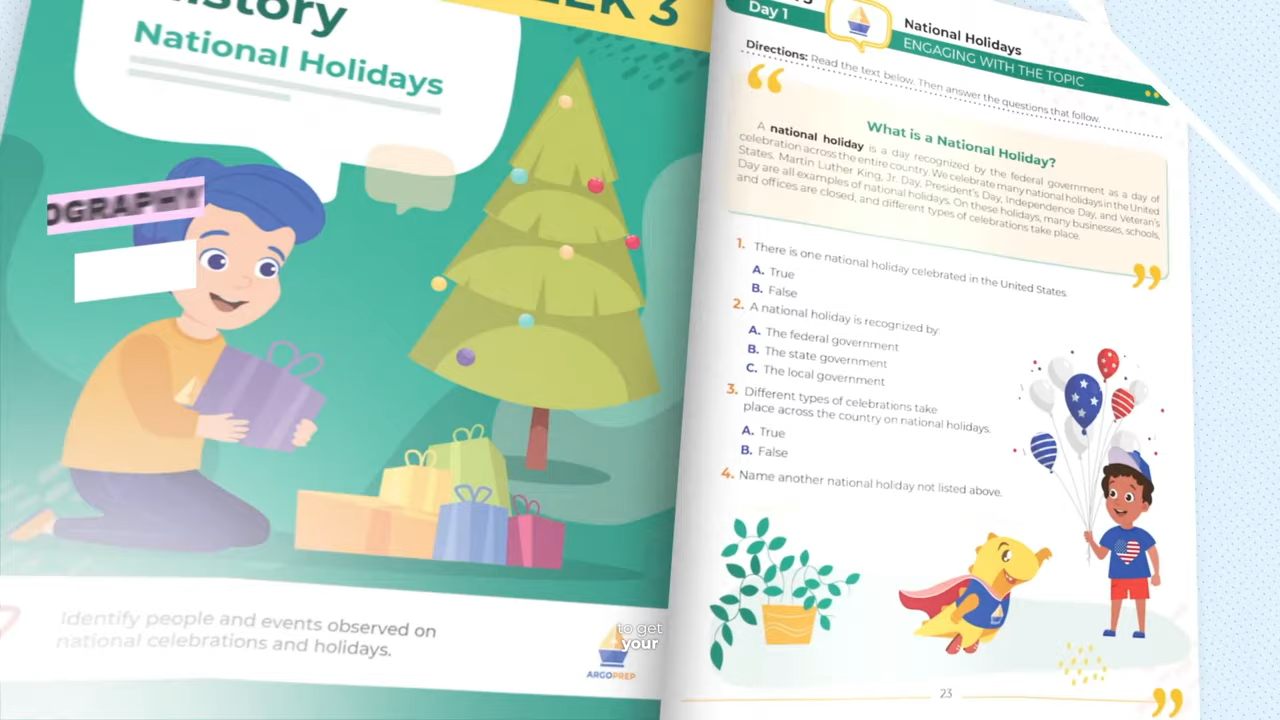 National Holidays
Identify people and events observed on
national celebrations and holidays.
ARGOPREP
to get
your
Day 1
National Holidays
ENGAGING WITH THE TOPIC
Directions: Read the text below. Then answer the questions that follow.
What is a National Holiday?
A national holiday is a day recognized by the federal government as a day of
celebration across the entire country. We celebrate many national holidays in the United
States. Martin Luther King, Jr. Day, President's Day, Independence Day, and Veteran's
Day are all examples of national holidays. On these holidays, many businesses, schools,
and offices are closed, and different types of celebrations take place.
1. There is one national holiday celebrated in the United States.
A. True
B. False
2. A national holiday is recognized by:
A. The federal government
B. The state government
C. The local government
3. Different types of celebrations take
place across the country on national holidays.
A. True
B. False
4. Name another national holiday not listed above.
23